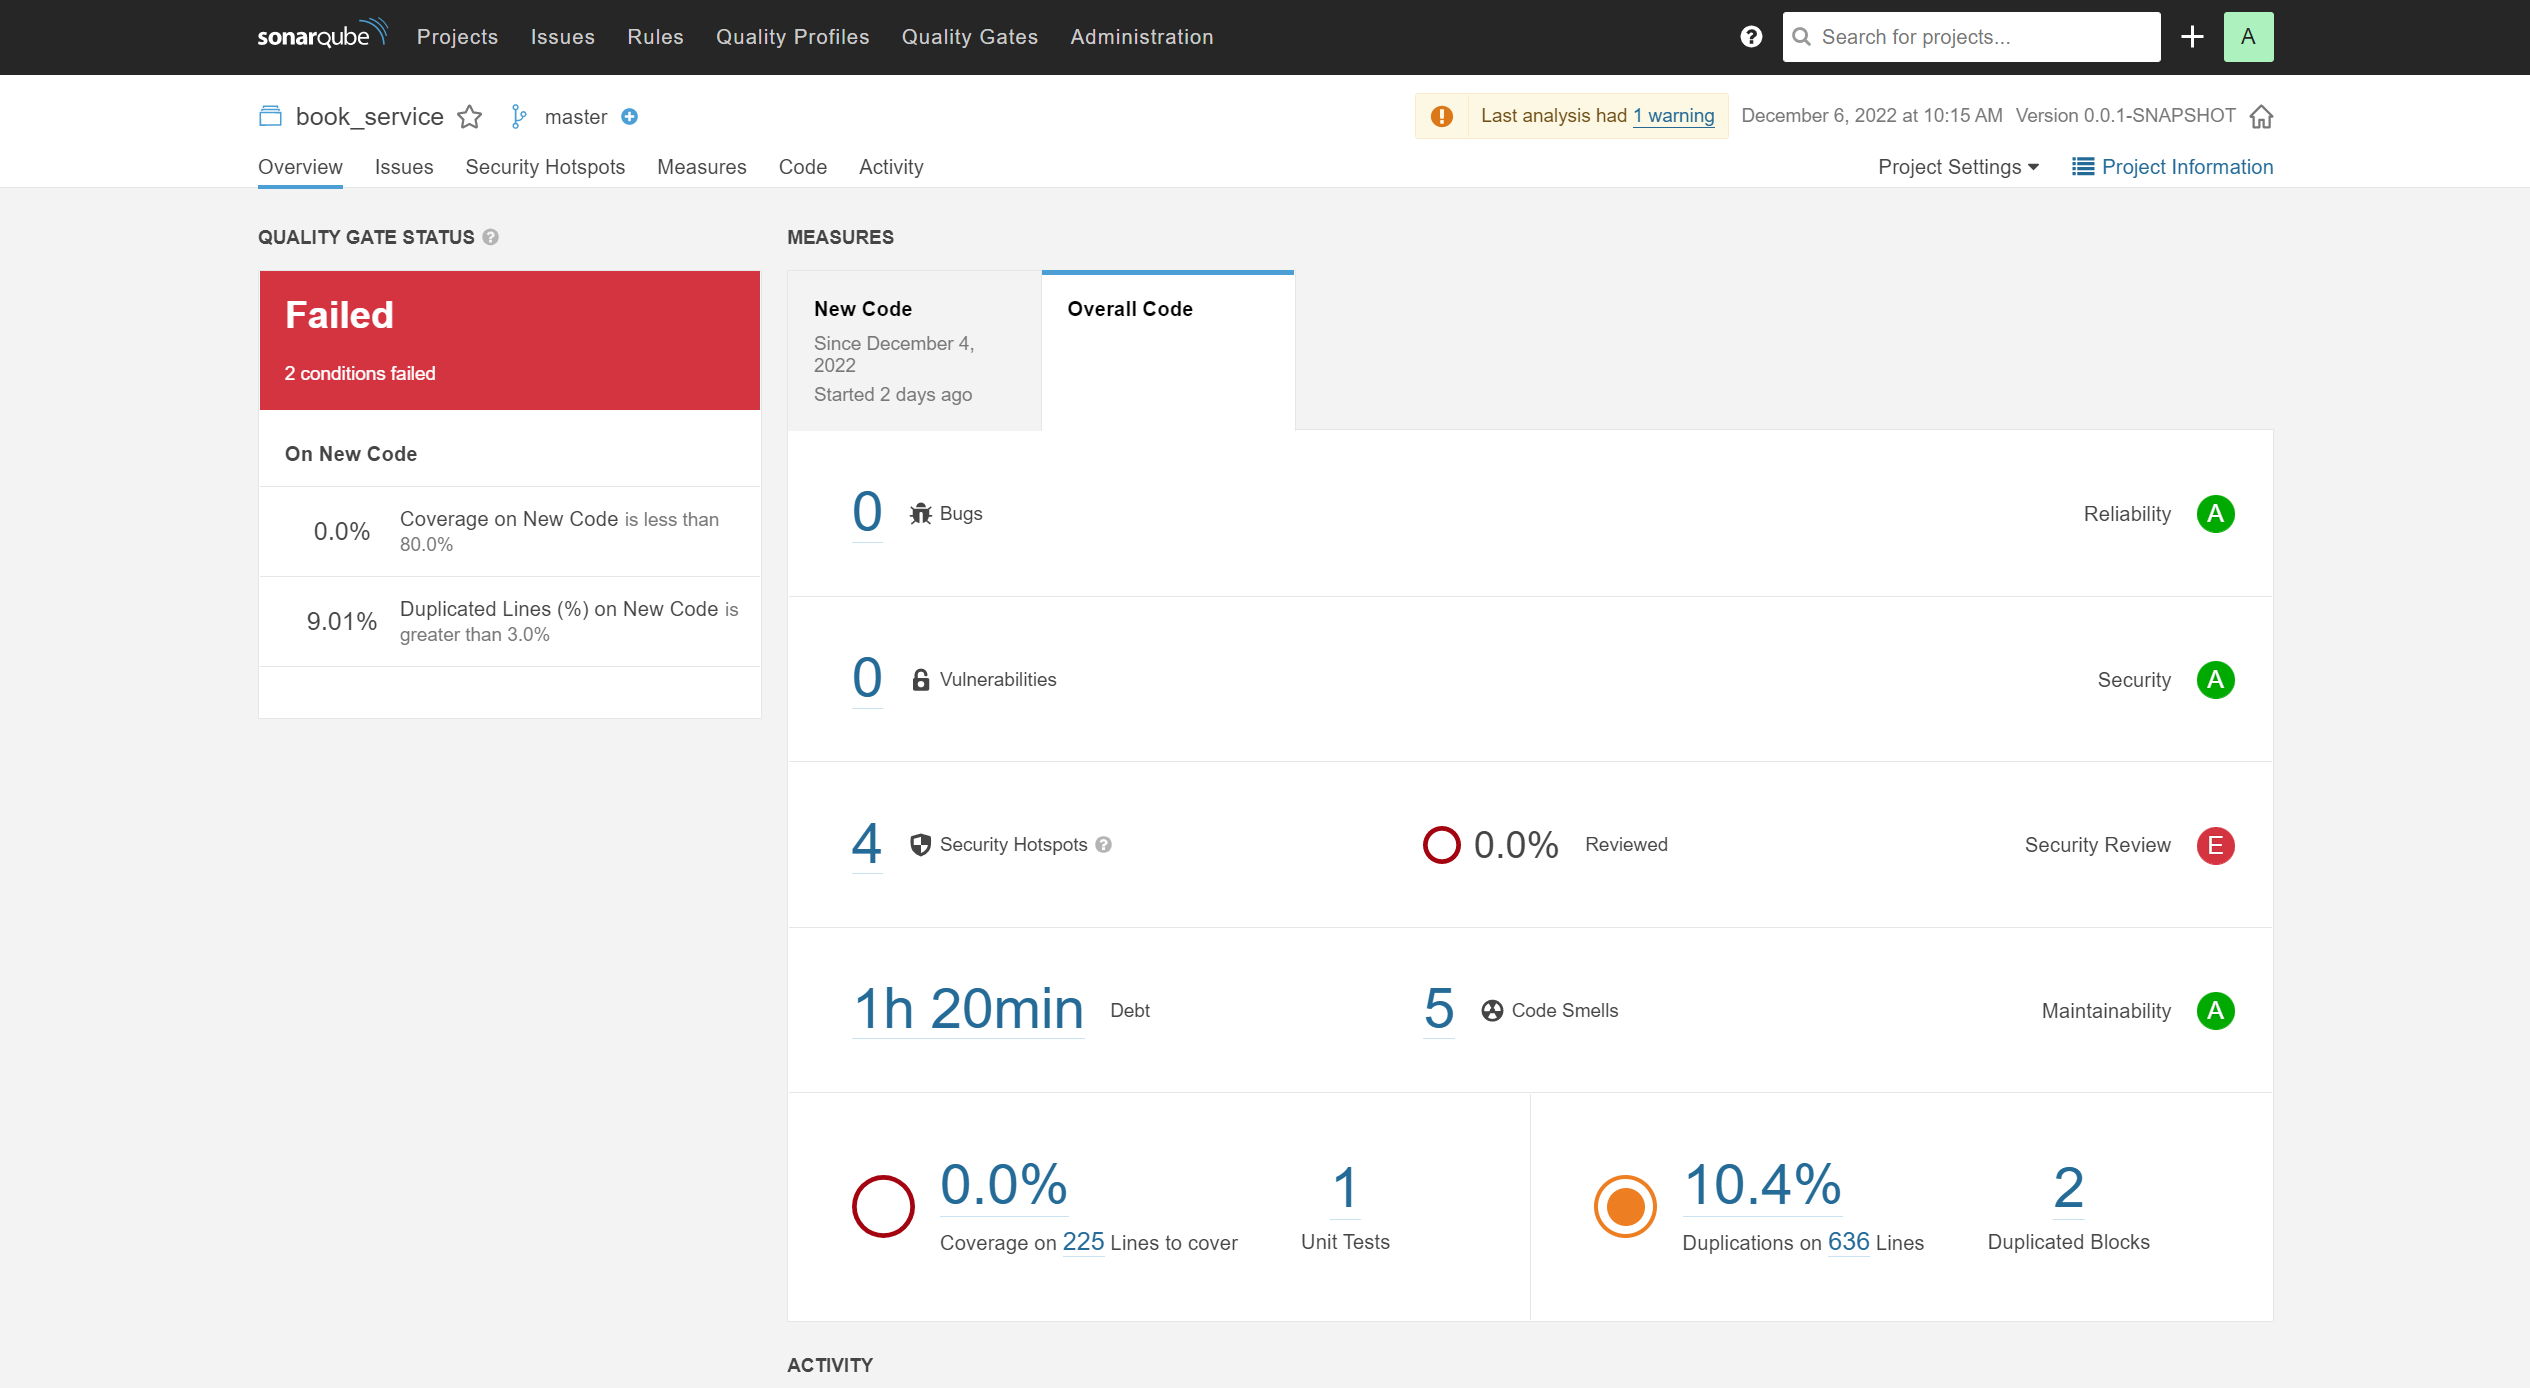 sonarqube Projects Issues Rules Quality Profiles Quality Gates Administration ? Search for projects... A
book_service master Last analysis had 1 warning December 6, 2022 at 10:15 AM Version 0.0.1-SNAPSHOT
Overview Issues Security Hotspots Measures Code Activity Project Settings Project Information
QUALITY GATE STATUS ?
Failed
2 conditions failed
On New Code
0.0% Coverage on New Code is less than
80.0%
9.01% Duplicated Lines (%) on New Code is
greater than 3.0%
MEASURES
New Code
Since December 4,
2022
Started 2 days ago
Overall Code
0 Bugs Reliability A
0 Vulnerabilities Security A
4 Security Hotspots ? 0.0% Reviewed Security Review E
1h 20min Debt 5 Code Smells Maintainability A
0.0%
Coverage on 225 Lines to cover
1
Unit Tests
10.4%
Duplications on 636 Lines
2
Duplicated Blocks
ACTIVITY